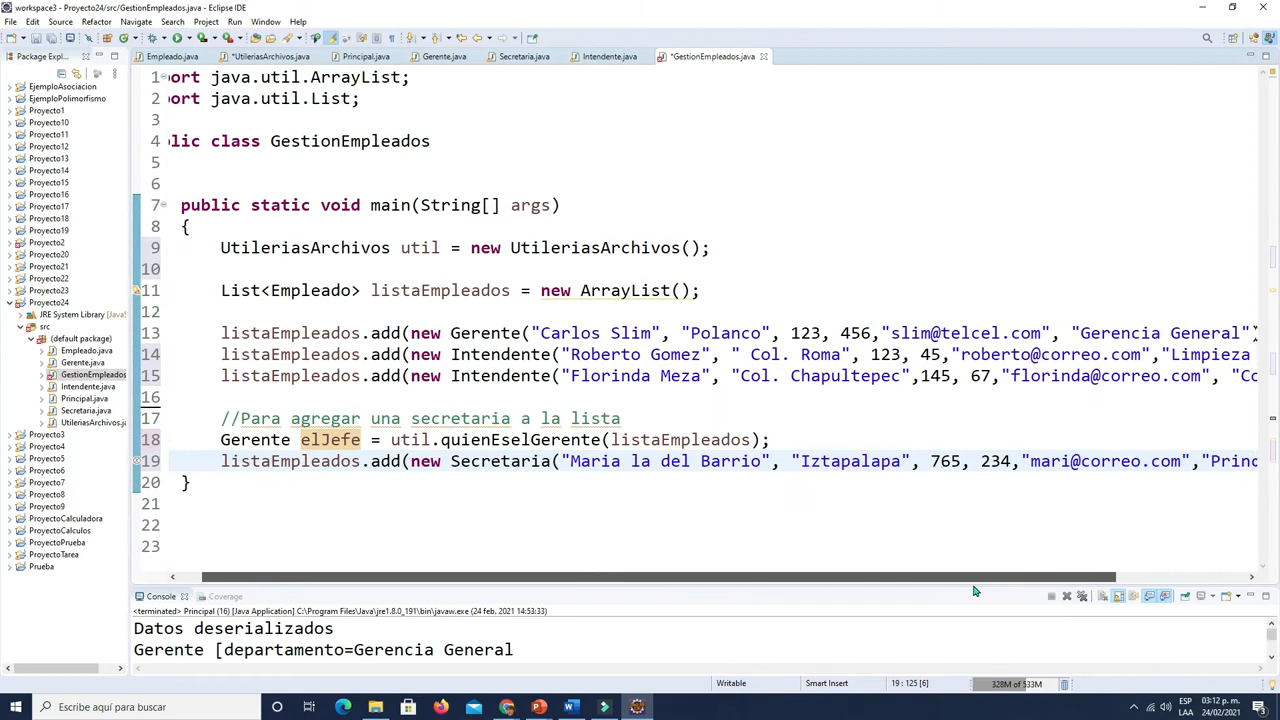 workspace3 - Proyecto24/src/GestionEmpleados.java - Eclipse IDE
File Edit Source Refactor Navigate Search Project Run Window Help
Package Expl...
Empleado.java *UtileriasArchivos.java Principal.java Gerente.java Secretaria.java Intendente.java *GestionEmpleados.java
EjemploAsociacion
EjemploPolimorfismo
Proyecto1
Proyecto10
Proyecto11
Proyecto12
Proyecto13
Proyecto14
Proyecto15
Proyecto16
Proyecto17
Proyecto18
Proyecto19
Proyecto2
Proyecto20
Proyecto21
Proyecto22
Proyecto23
Proyecto24
JRE System Library [JavaS
src
(default package)
Empleado.java
Gerente.java
GestionEmpleados
Intendente.java
Principal.java
Secretaria.java
UtileriasArchivos.ja
Proyecto3
Proyecto4
Proyecto5
Proyecto6
Proyecto7
Proyecto8
Proyecto9
ProyectoCalculadora
ProyectoCalculos
ProyectoPrueba
ProyectoTarea
Prueba
1 port java.util.ArrayList;
2 port java.util.List;
3
4 blic class GestionEmpleados
5
6
7 public static void main(String[] args)
8 {
9 UtileriasArchivos util = new UtileriasArchivos();
10
11 List<Empleado> listaEmpleados = new ArrayList();
12
13 listaEmpleados.add(new Gerente("Carlos Slim", "Polanco", 123, 456,"slim@telcel.com", "Gerencia General")
14 listaEmpleados.add(new Intendente("Roberto Gomez", " Col. Roma", 123, 45,"roberto@correo.com","Limpieza
15 listaEmpleados.add(new Intendente("Florinda Meza", "Col. Chapultepec",145, 67,"florinda@correo.com", "Co
16
17 //Para agregar una secretaria a la lista
18 Gerente elJefe = util.quienEselGerente(listaEmpleados);
19 listaEmpleados.add(new Secretaria("Maria la del Barrio", "Iztapalapa", 765, 234,"mari@correo.com","Princ
20 }
21
22
23
Console Coverage
<terminated> Principal (16) [Java Application] C:\Program Files\Java\jre1.8.0_191\bin\javaw.exe (24 feb. 2021 14:53:33)
Datos deserializados
Gerente [departamento=Gerencia General
Writable Smart Insert 19 : 125 [6] 328M of 533M
Escribe aquí para buscar
ESP 03:12 p. m.
LAA 24/02/2021
3